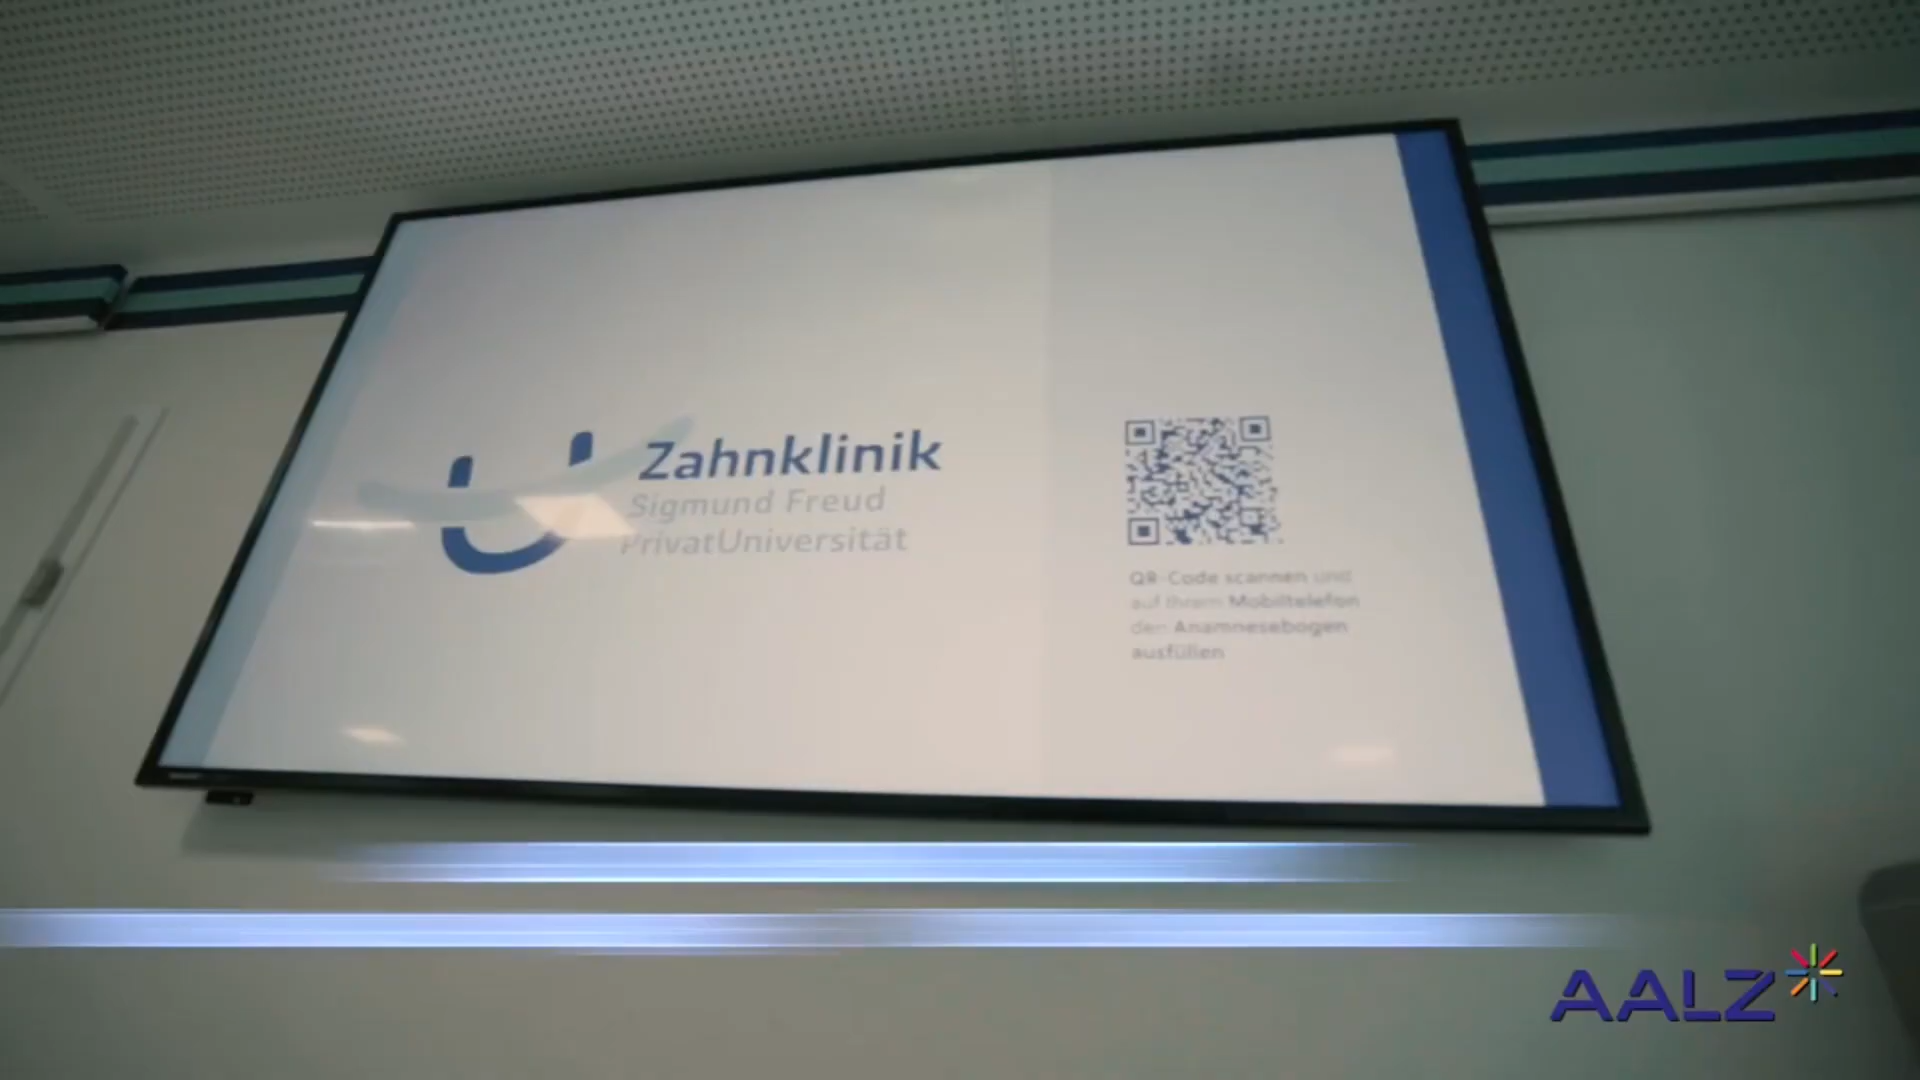 Zahnklinik
Sigmund Freud
PrivatUniversität
QR-Code scannen und
auf Ihrem Mobiltelefon
den Anamnesebogen
ausfüllen
AALZ